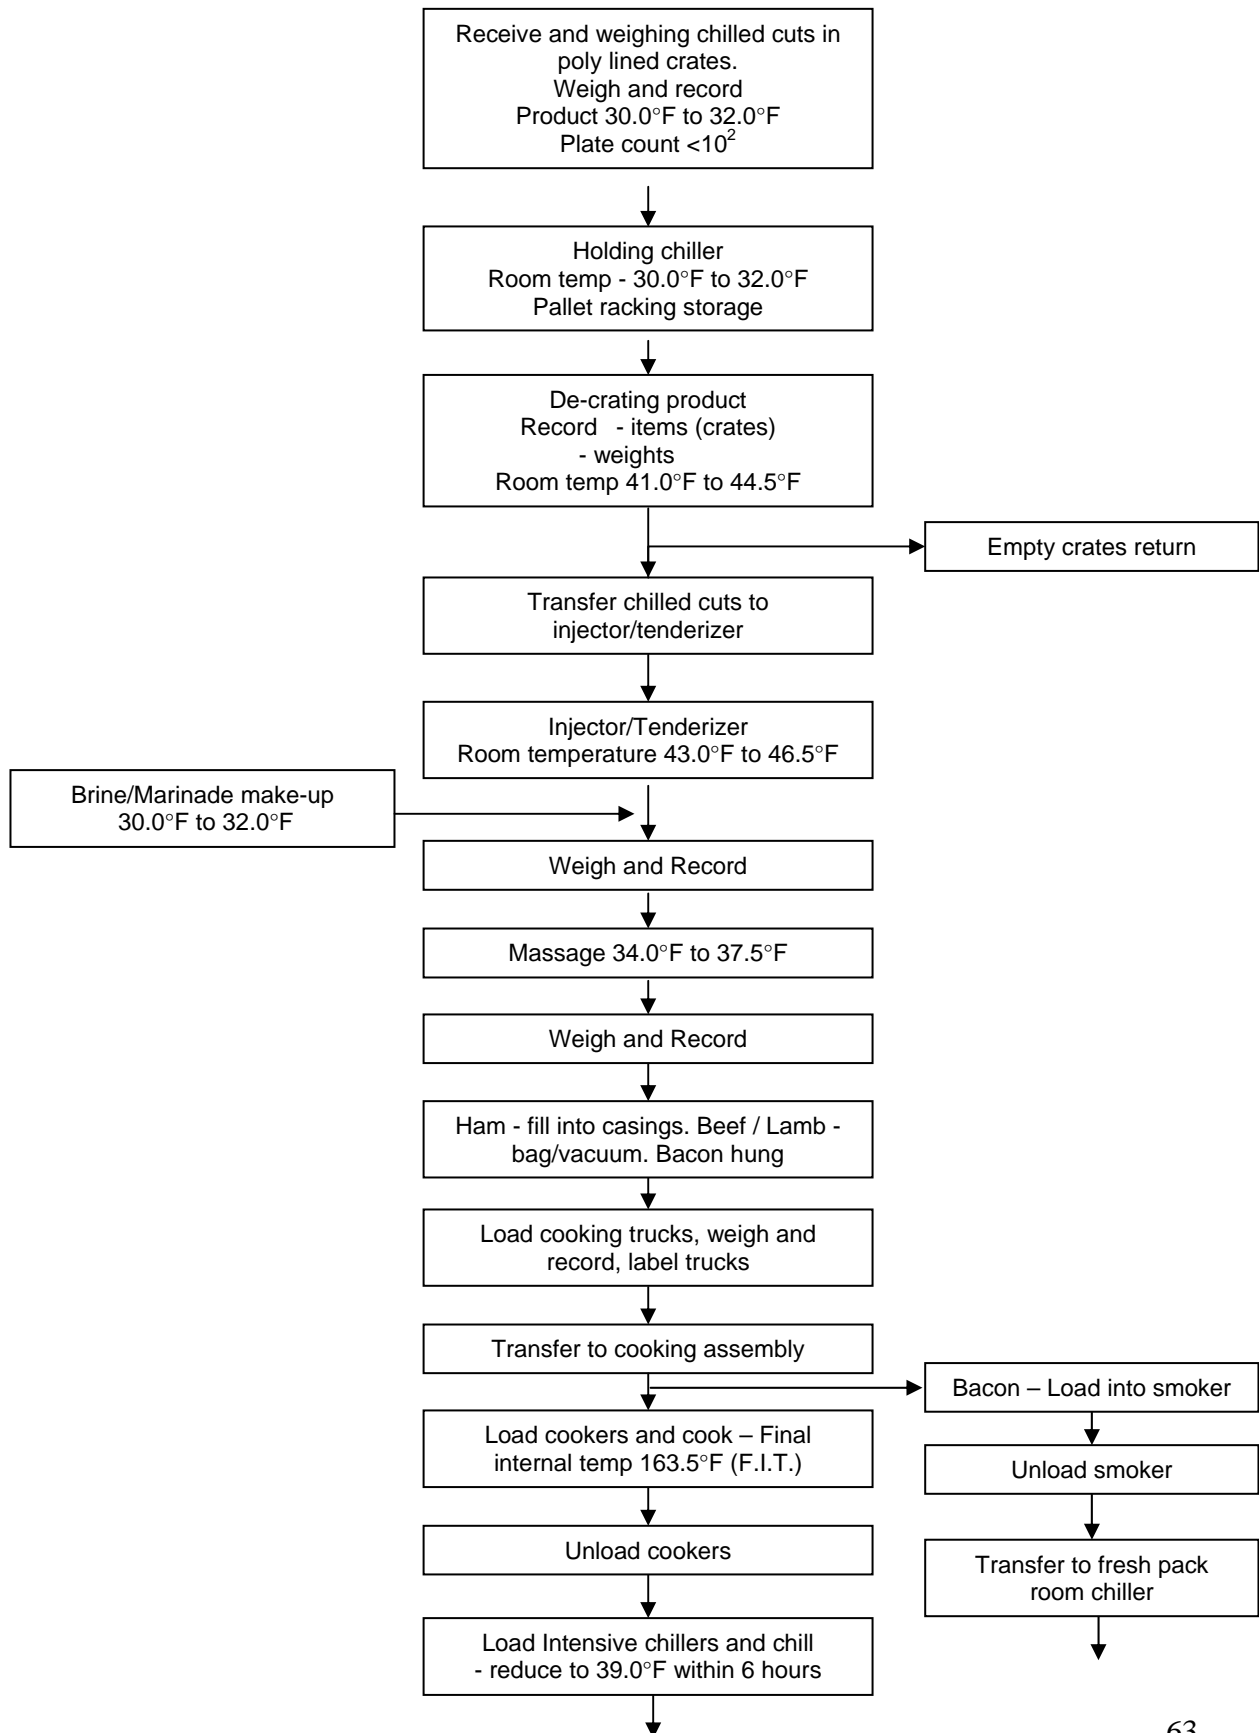 Receive and weighing chilled cuts in
poly lined crates.
Weigh and record
Product 30.0°F to 32.0°F
Plate count <10²
Holding chiller
Room temp - 30.0°F to 32.0°F
Pallet racking storage
De-crating product
Record - items (crates)
- weights
Room temp 41.0°F to 44.5°F
Empty crates return
Transfer chilled cuts to
injector/tenderizer
Injector/Tenderizer
Room temperature 43.0°F to 46.5°F
Brine/Marinade make-up
30.0°F to 32.0°F
Weigh and Record
Massage 34.0°F to 37.5°F
Weigh and Record
Ham - fill into casings. Beef / Lamb -
bag/vacuum. Bacon hung
Load cooking trucks, weigh and
record, label trucks
Transfer to cooking assembly
Bacon – Load into smoker
Load cookers and cook – Final
internal temp 163.5°F (F.I.T.)
Unload smoker
Unload cookers
Transfer to fresh pack
room chiller
Load Intensive chillers and chill
- reduce to 39.0°F within 6 hours
63